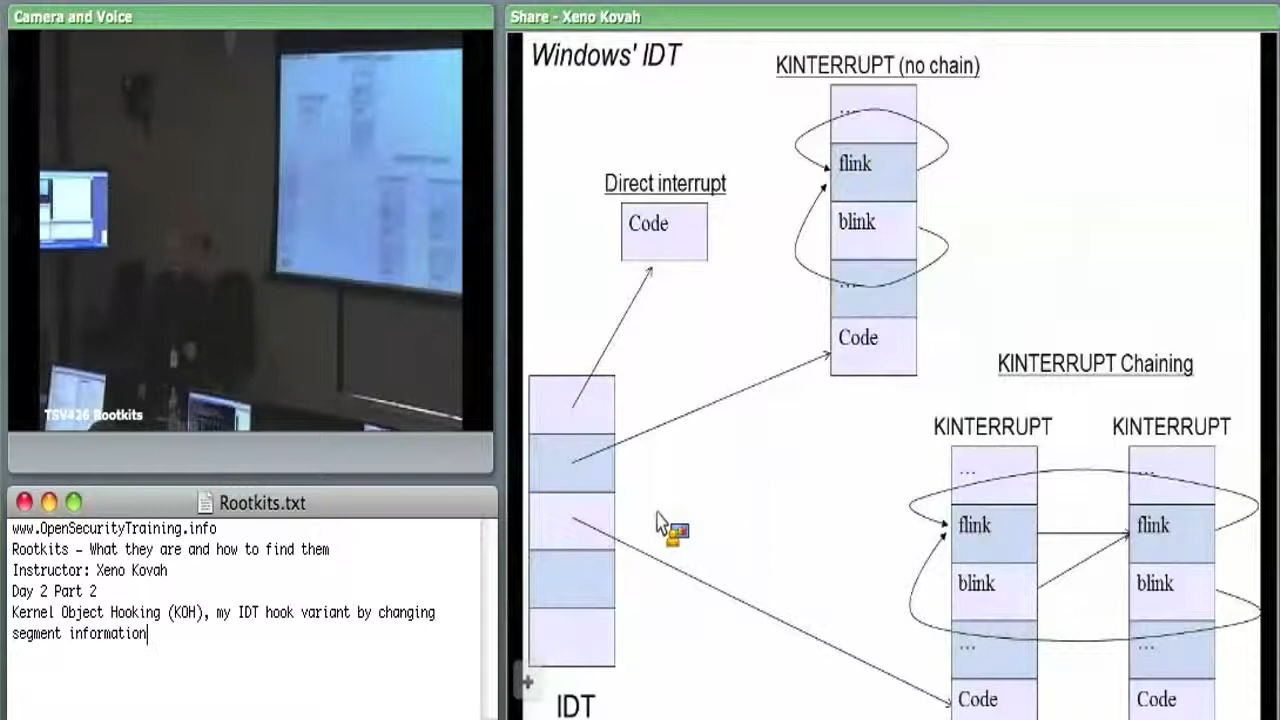 Camera and Voice
TSV426 Rootkits
Rootkits.txt
www.OpenSecurityTraining.info
Rootkits – What they are and how to find them
Instructor: Xeno Kovah
Day 2 Part 2
Kernel Object Hooking (KOH), my IDT hook variant by changing
segment information
Share - Xeno Kovah
Windows' IDT
KINTERRUPT (no chain)
...
flink
blink
...
Code
Direct interrupt
Code
IDT
KINTERRUPT Chaining
KINTERRUPT
...
flink
blink
...
Code
KINTERRUPT
...
flink
blink
...
Code